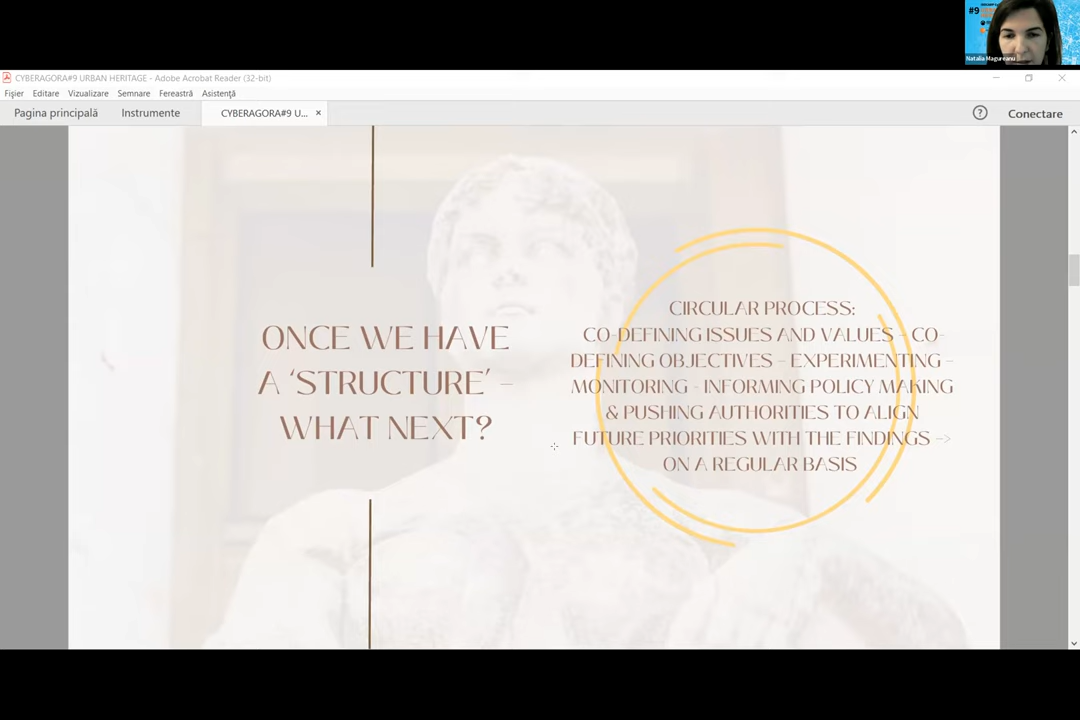 #9
Natalia Magureanu
CYBERAGORA#9 URBAN HERITAGE - Adobe Acrobat Reader (32-bit)
Fișier Editare Vizualizare Semnare Fereastră Asistență
Pagina principală Instrumente CYBERAGORA#9 U... × ? Conectare
ONCE WE HAVE
A ‘STRUCTURE’ –
WHAT NEXT?
CIRCULAR PROCESS:
CO-DEFINING ISSUES AND VALUES – CO-
DEFINING OBJECTIVES – EXPERIMENTING –
MONITORING - INFORMING POLICY MAKING
& PUSHING AUTHORITIES TO ALIGN
FUTURE PRIORITIES WITH THE FINDINGS –>
ON A REGULAR BASIS